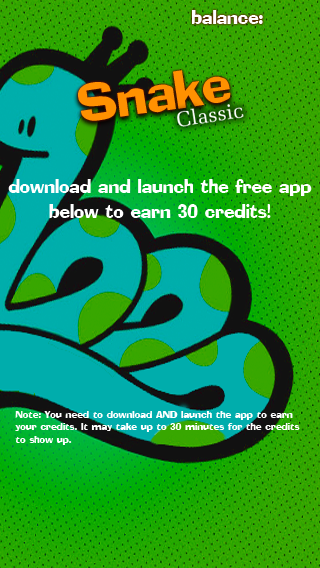 balance:
Snake
Classic
download and launch the free app
below to earn 30 credits!
Note: You need to download AND launch the app to earn
your credits. It may take up to 30 minutes for the credits
to show up.